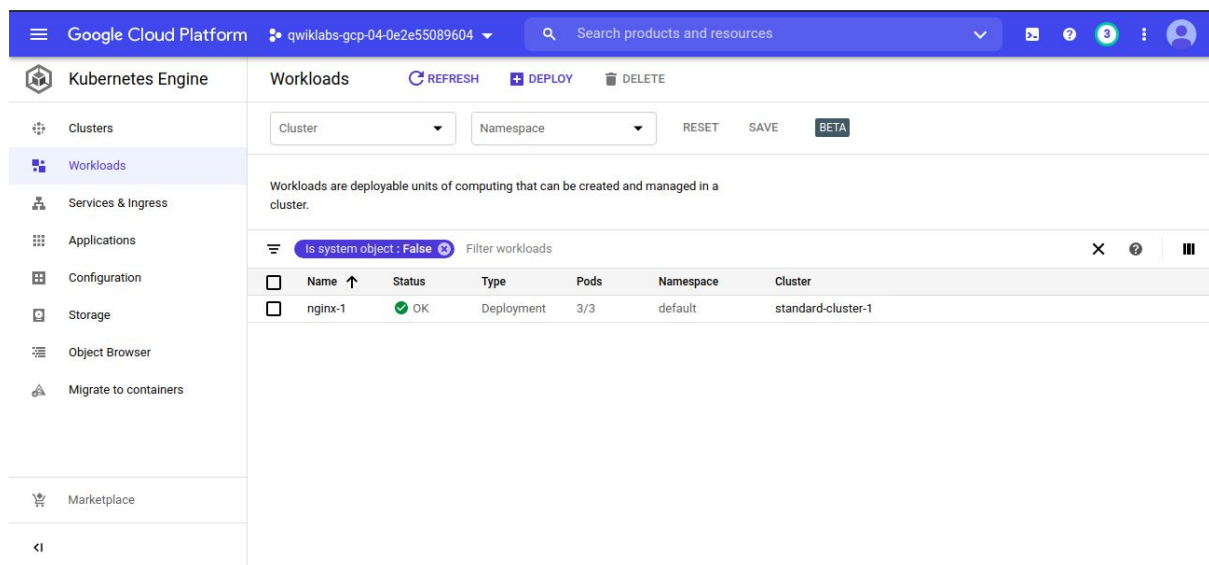 Google Cloud Platform qwiklabs-gcp-04-0e2e55089604 Search products and resources 3
Kubernetes Engine
Workloads REFRESH DEPLOY DELETE
Clusters
Workloads
Services & Ingress
Applications
Configuration
Storage
Object Browser
Migrate to containers
Marketplace
Cluster Namespace RESET SAVE BETA
Workloads are deployable units of computing that can be created and managed in a
cluster.
Is system object : False Filter workloads
Name Status Type Pods Namespace Cluster
nginx-1 OK Deployment 3/3 default standard-cluster-1